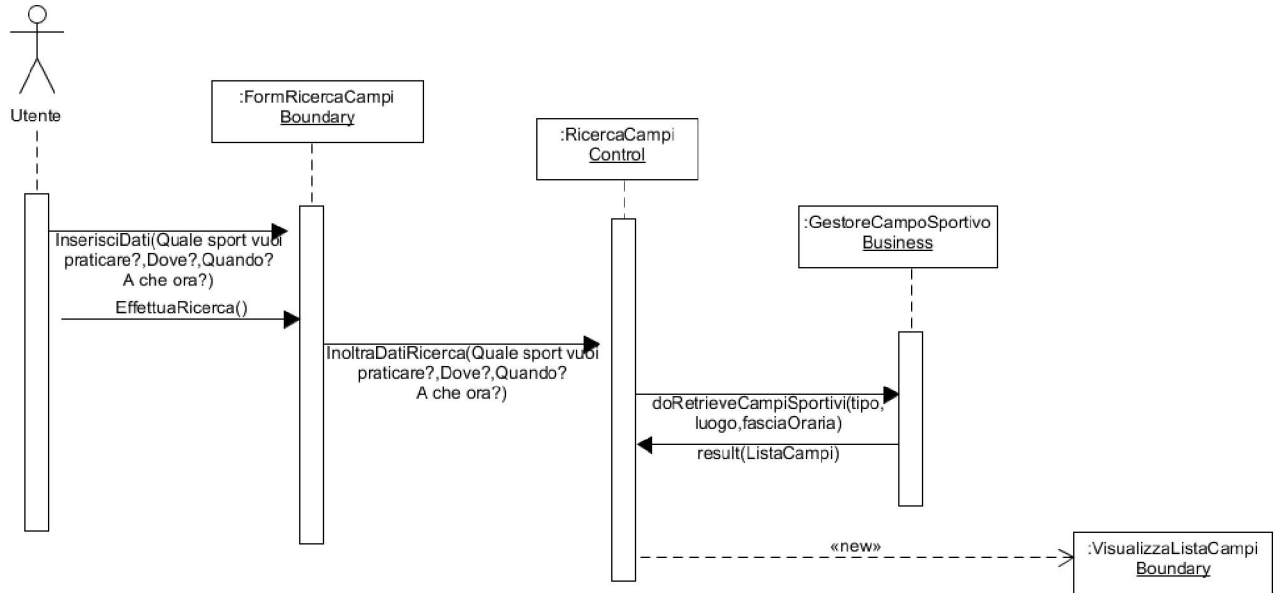 Utente
:FormRicercaCampi
Boundary
:RicercaCampi
Control
:GestoreCampoSportivo
Business
InserisciDati(Quale sport vuoi
praticare?,Dove?,Quando?
A che ora?)
EffettuaRicerca()
InoltraDatiRicerca(Quale sport vuoi
praticare?,Dove?,Quando?
A che ora?)
doRetrieveCampiSportivi(tipo,
luogo,fasciaOraria)
result(ListaCampi)
«new»
:VisualizzaListaCampi
Boundary